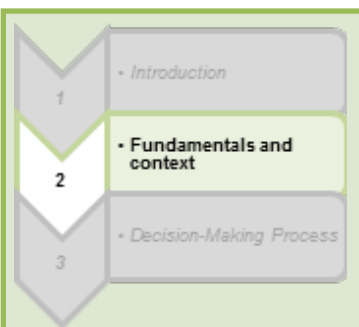 1
• Introduction
2
• Fundamentals and
context
3
• Decision-Making Process